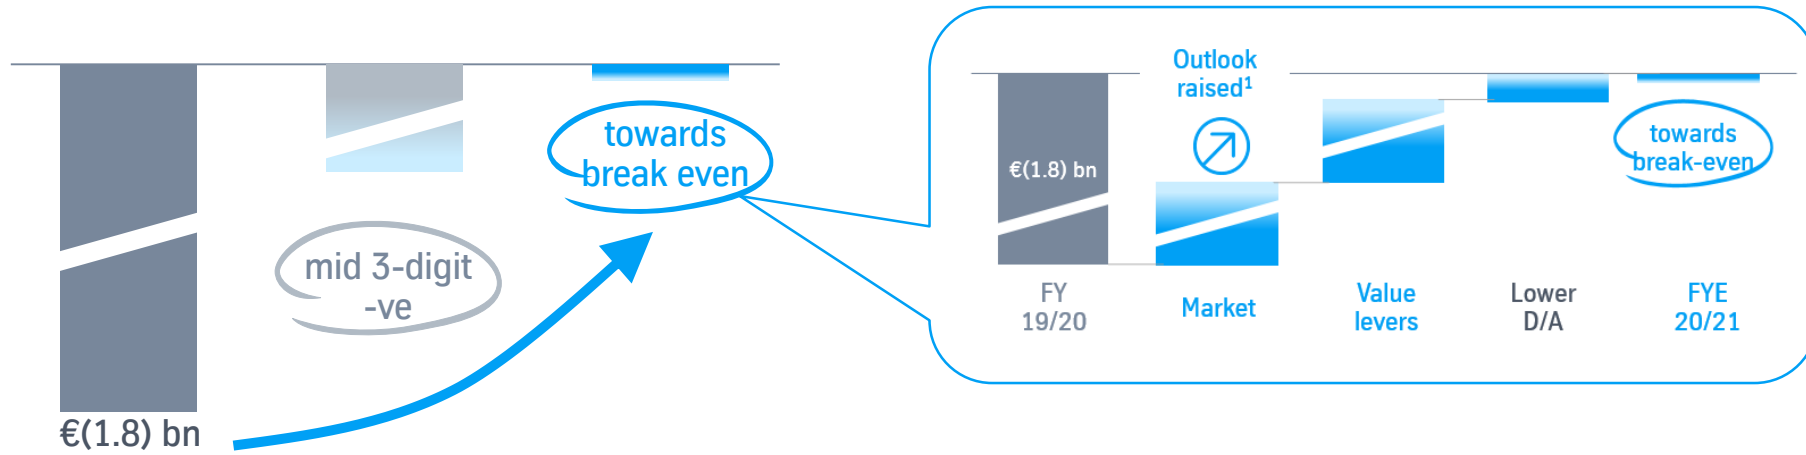 €(1.8) bn
mid 3-digit
-ve
towards
break even
Outlook
raised¹
€(1.8) bn
towards
break-even
FY
19/20
Market
Value
levers
Lower
D/A
FYE
20/21